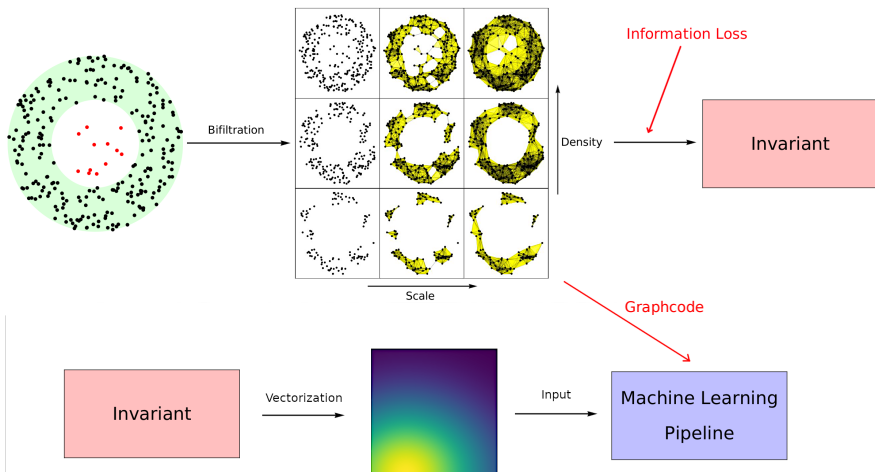 Information Loss
Bifiltration
Density
Invariant
Scale
Graphcode
Invariant
Vectorization
Input
Machine Learning
Pipeline